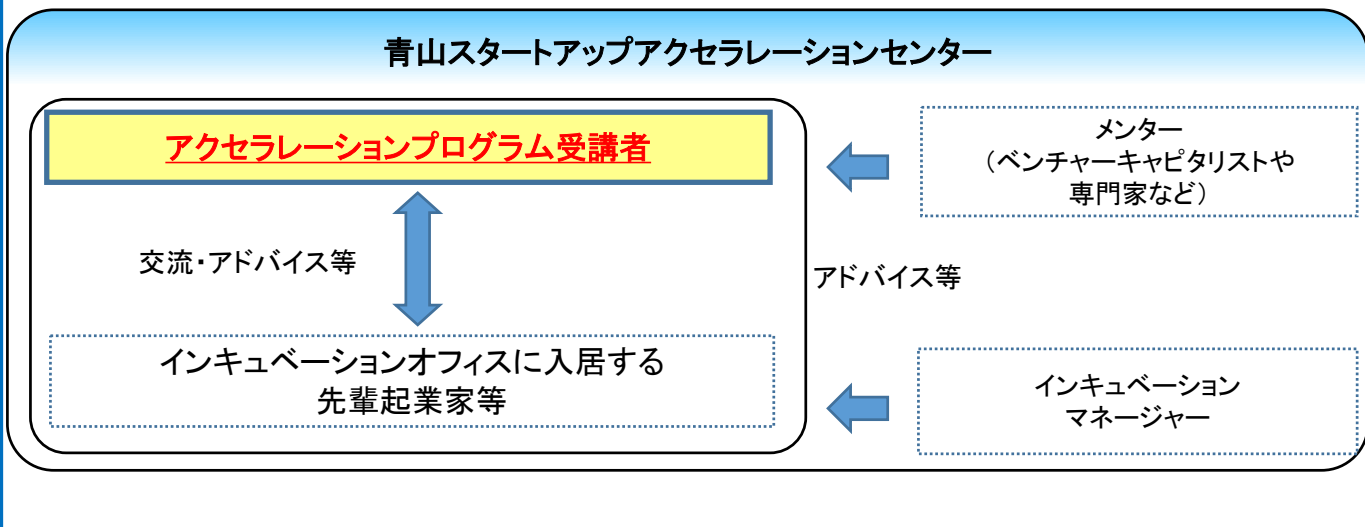 青山スタートアップアクセラレーションセンター
アクセラレーションプログラム受講者
メンター
（ベンチャーキャピタリストや
専門家など）
交流・アドバイス等
アドバイス等
インキュベーションオフィスに入居する
先輩起業家等
インキュベーション
マネージャー